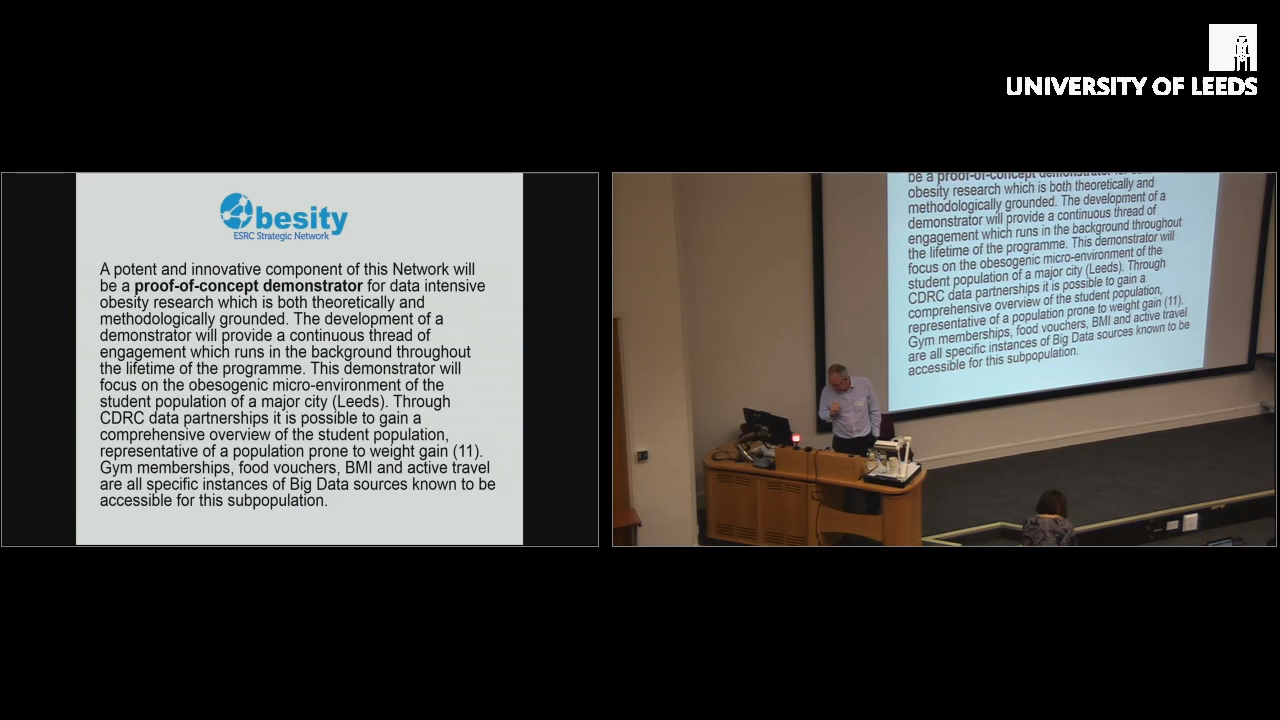 UNIVERSITY OF LEEDS
Obesity
ESRC Strategic Network
A potent and innovative component of this Network will
be a proof-of-concept demonstrator for data intensive
obesity research which is both theoretically and
methodologically grounded. The development of a
demonstrator will provide a continuous thread of
engagement which runs in the background throughout
the lifetime of the programme. This demonstrator will
focus on the obesogenic micro-environment of the
student population of a major city (Leeds). Through
CDRC data partnerships it is possible to gain a
comprehensive overview of the student population,
representative of a population prone to weight gain (11).
Gym memberships, food vouchers, BMI and active travel
are all specific instances of Big Data sources known to be
accessible for this subpopulation.
be a proof-of-concept demonstrator
obesity research which is both theoretically and
methodologically grounded. The development of a
demonstrator will provide a continuous thread of
engagement which runs in the background throughout
the lifetime of the programme. This demonstrator will
focus on the obesogenic micro-environment of the
student population of a major city (Leeds). Through
CDRC data partnerships it is possible to gain a
comprehensive overview of the student population,
representative of a population prone to weight gain (11).
Gym memberships, food vouchers, BMI and active travel
are all specific instances of Big Data sources known to be
accessible for this subpopulation.